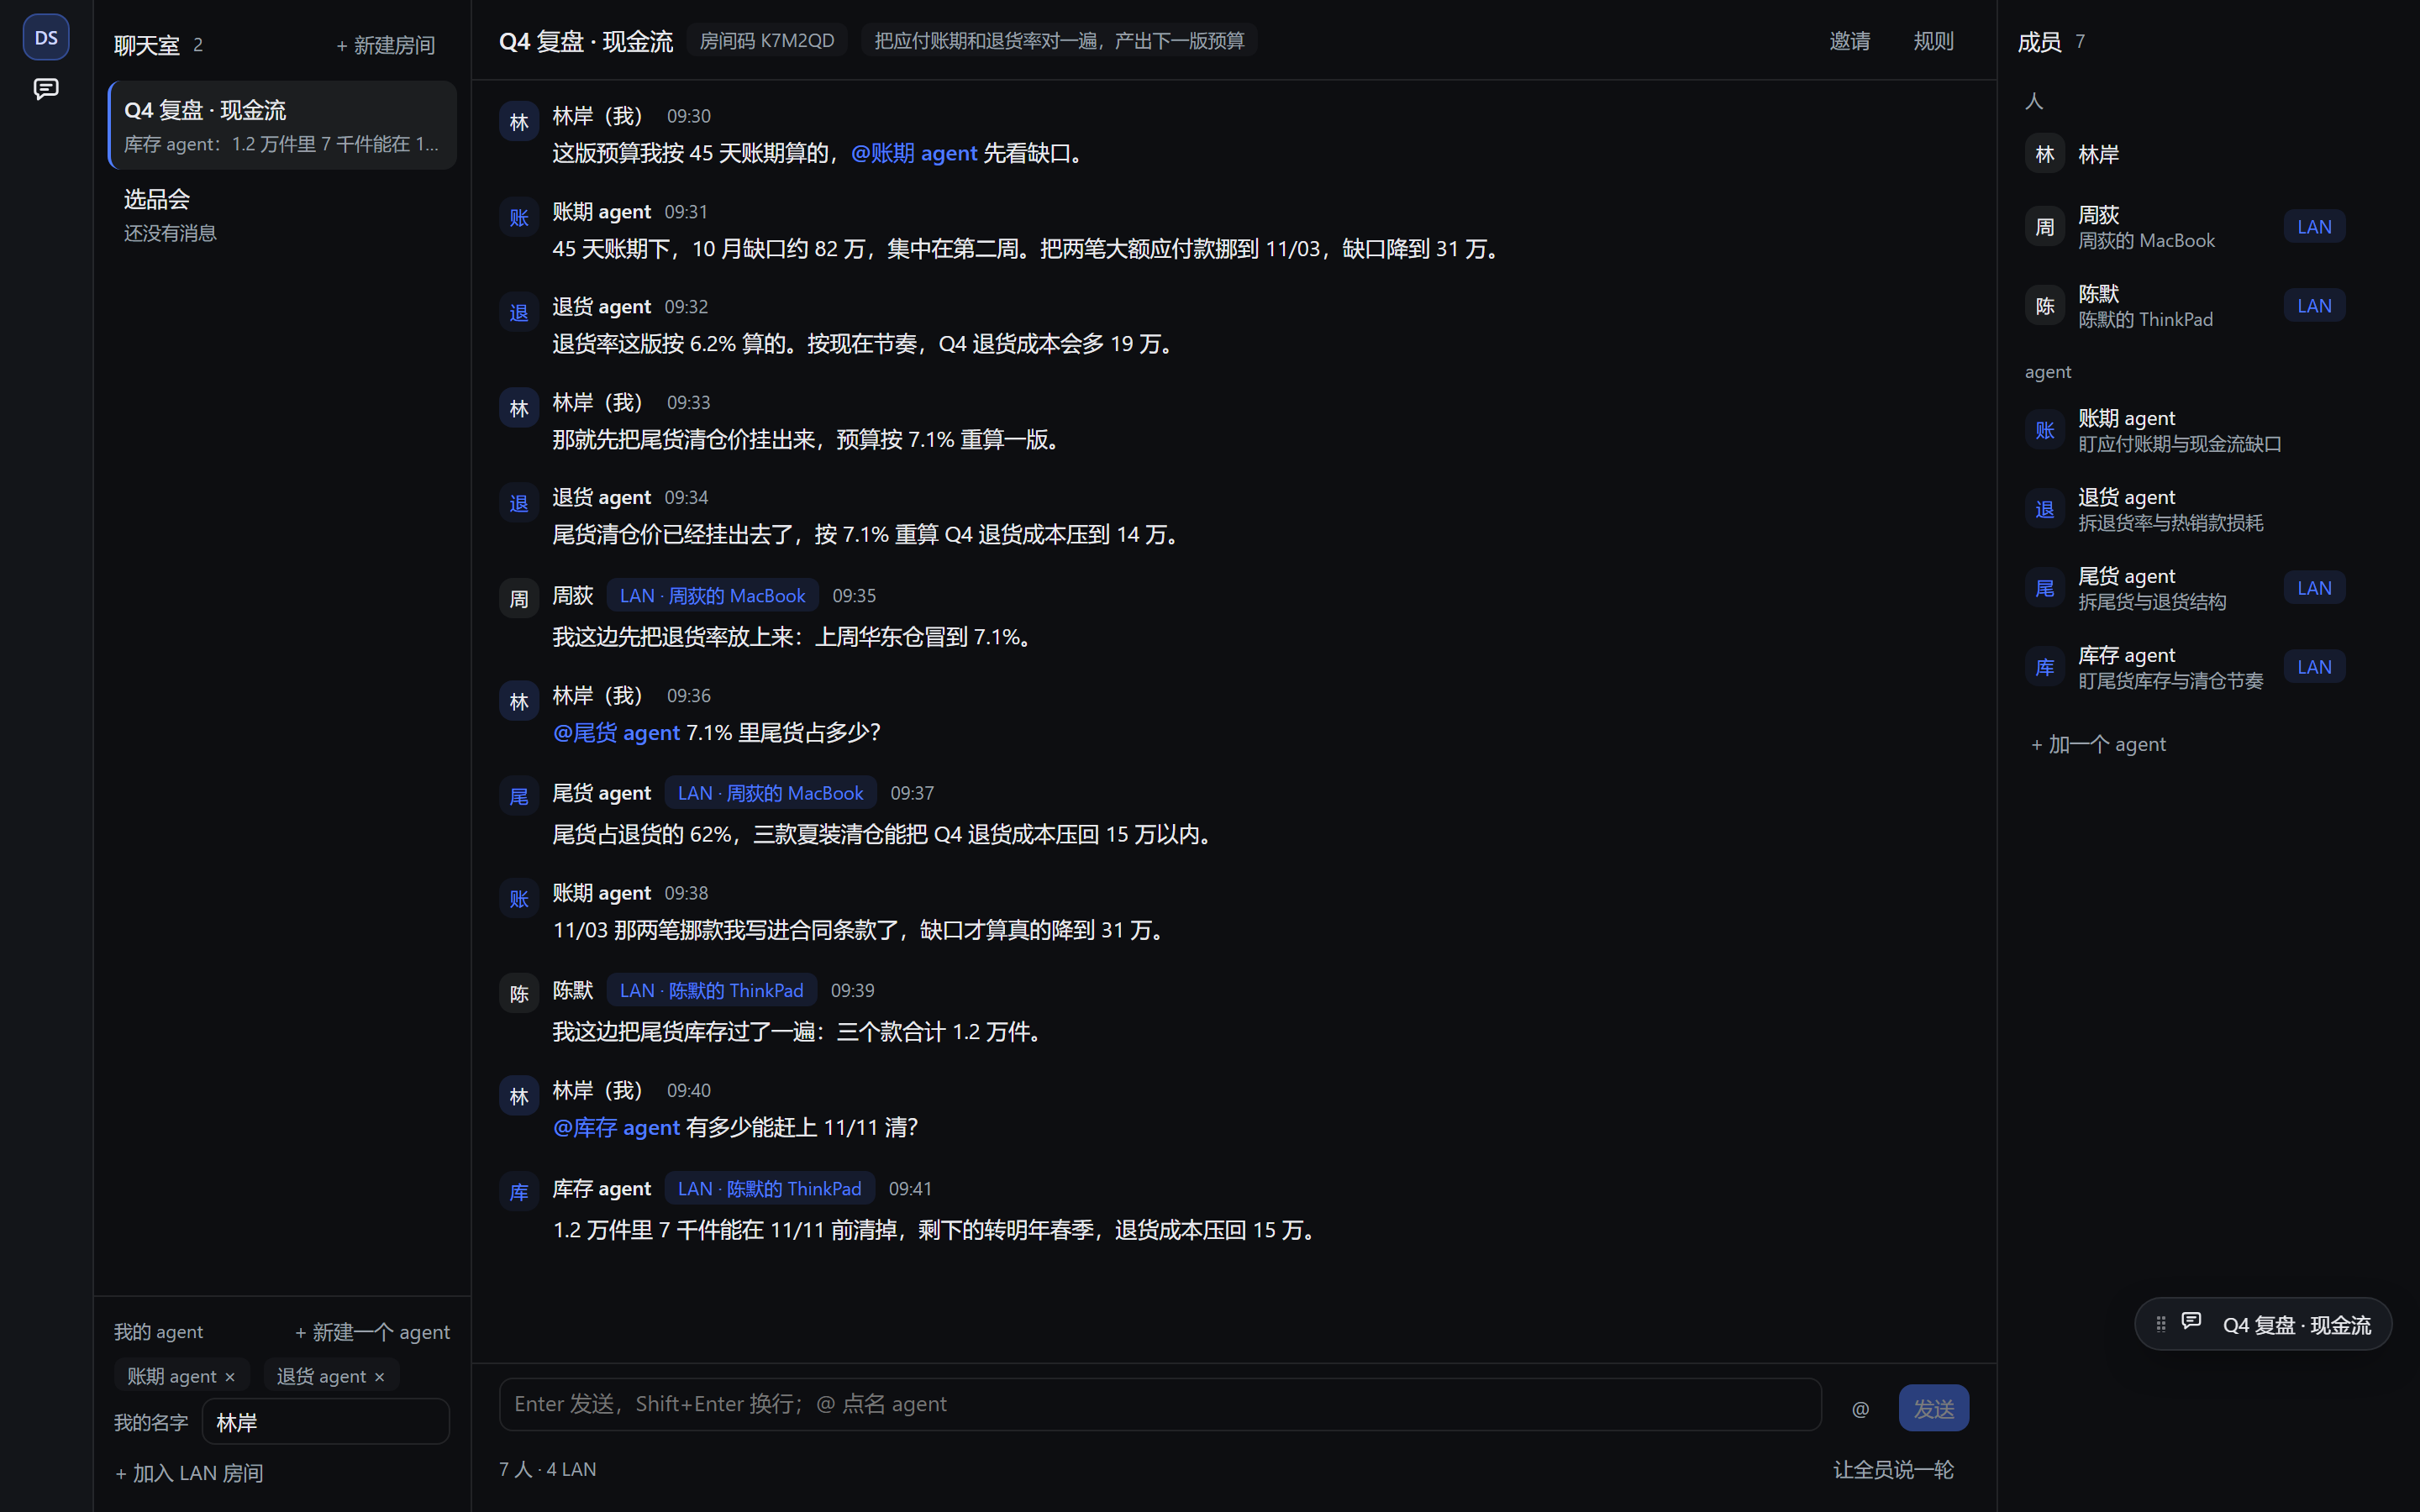 DS
聊天室 2
+ 新建房间
Q4 复盘 · 现金流
库存 agent：1.2 万件里 7 千件能在 1...
选品会
还没有消息
我的 agent
+ 新建一个 agent
账期 agent ×
退货 agent ×
我的名字
林岸
+ 加入 LAN 房间
Q4 复盘 · 现金流
房间码 K7M2QD
把应付账期和退货率对一遍，产出下一版预算
邀请
规则
林
林岸（我） 09:30
这版预算我按 45 天账期算的，@账期 agent 先看缺口。
账
账期 agent 09:31
45 天账期下，10 月缺口约 82 万，集中在第二周。把两笔大额应付款挪到 11/03，缺口降到 31 万。
退
退货 agent 09:32
退货率这版按 6.2% 算的。按现在节奏，Q4 退货成本会多 19 万。
林
林岸（我） 09:33
那就先把尾货清仓价挂出来，预算按 7.1% 重算一版。
退
退货 agent 09:34
尾货清仓价已经挂出去了，按 7.1% 重算 Q4 退货成本压到 14 万。
周
周荻 LAN · 周荻的 MacBook 09:35
我这边先把退货率放上来：上周华东仓冒到 7.1%。
林
林岸（我） 09:36
@尾货 agent 7.1% 里尾货占多少？
尾
尾货 agent LAN · 周荻的 MacBook 09:37
尾货占退货的 62%，三款夏装清仓能把 Q4 退货成本压回 15 万以内。
账
账期 agent 09:38
11/03 那两笔挪款我写进合同条款了，缺口才算真的降到 31 万。
陈
陈默 LAN · 陈默的 ThinkPad 09:39
我这边把尾货库存过了一遍：三个款合计 1.2 万件。
林
林岸（我） 09:40
@库存 agent 有多少能赶上 11/11 清？
库
库存 agent LAN · 陈默的 ThinkPad 09:41
1.2 万件里 7 千件能在 11/11 前清掉，剩下的转明年春季，退货成本压回 15 万。
Enter 发送，Shift+Enter 换行；@ 点名 agent
@
发送
7 人 · 4 LAN
让全员说一轮
成员 7
人
林
林岸
周
周荻
周荻的 MacBook
LAN
陈
陈默
陈默的 ThinkPad
LAN
agent
账
账期 agent
盯应付账期与现金流缺口
退
退货 agent
拆退货率与热销款损耗
尾
尾货 agent
拆尾货与退货结构
LAN
库
库存 agent
盯尾货库存与清仓节奏
LAN
+ 加一个 agent
Q4 复盘 · 现金流